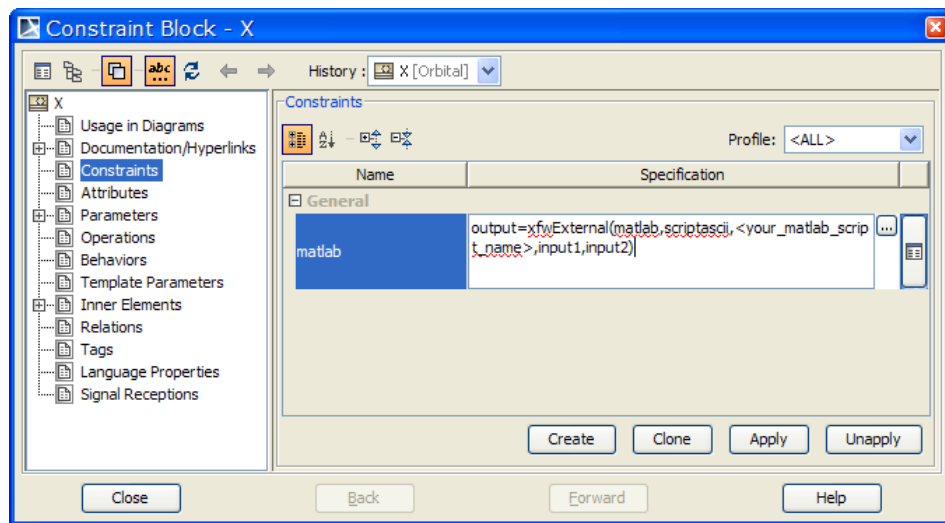 Constraint Block - X
abc
History : X [Orbital]
X
Usage in Diagrams
Documentation/Hyperlinks
Constraints
Attributes
Parameters
Operations
Behaviors
Template Parameters
Inner Elements
Relations
Tags
Language Properties
Signal Receptions
Constraints
Profile: <ALL>
Name Specification
General
matlab
output=xfwExternal(matlab,scriptascii,<your_matlab_scrip
t_name>,input1,input2)
...
Create Clone Apply Unapply
Close Back Forward Help